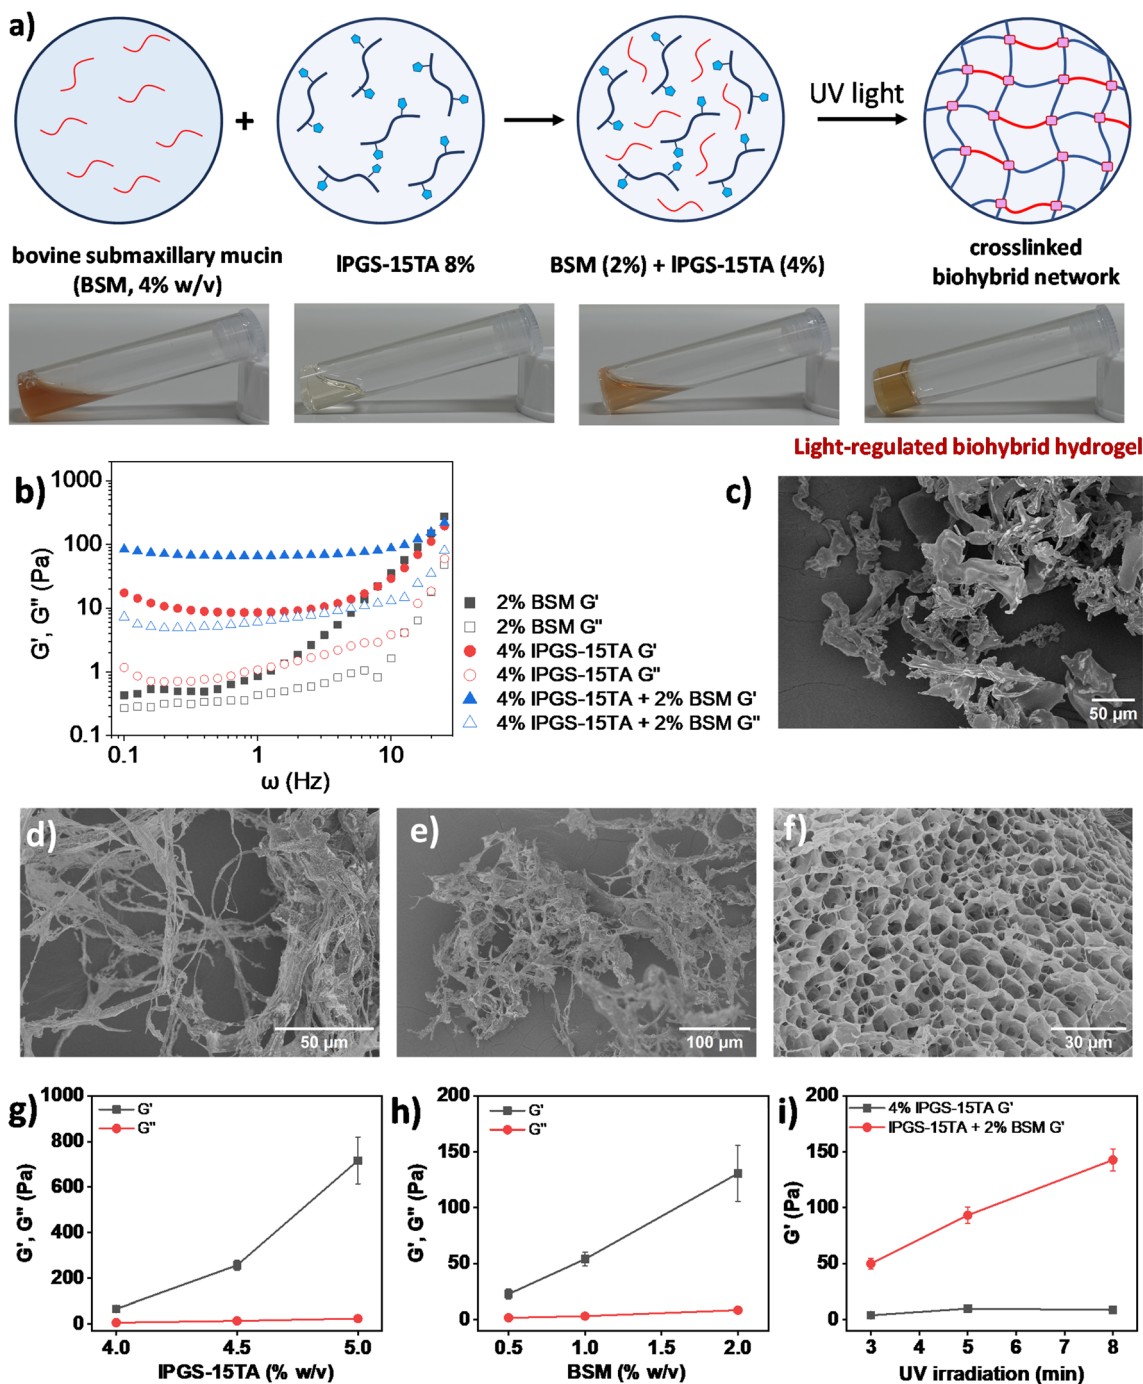 a)
+
UV light
bovine submaxillary mucin
(BSM, 4% w/v)
lPGS-15TA 8%
BSM (2%) + lPGS-15TA (4%)
crosslinked
biohybrid network
Light-regulated biohybrid hydrogel
b)
1000
100
10
1
0.1
G', G" (Pa)
0.1
1
10
ω (Hz)
2% BSM G'
2% BSM G"
4% lPGS-15TA G'
4% lPGS-15TA G"
4% lPGS-15TA + 2% BSM G'
4% lPGS-15TA + 2% BSM G"
c)
50 µm
d)
50 µm
e)
100 µm
f)
30 µm
g)
G'
G"
1000
800
600
400
200
0
G', G" (Pa)
4.0
4.5
5.0
lPGS-15TA (% w/v)
h)
G'
G"
200
150
100
50
0
G', G" (Pa)
0.5
1.0
1.5
2.0
BSM (% w/v)
i)
4% lPGS-15TA G'
lPGS-15TA + 2% BSM G'
200
150
100
50
0
G' (Pa)
3
4
5
6
7
8
UV irradiation (min)